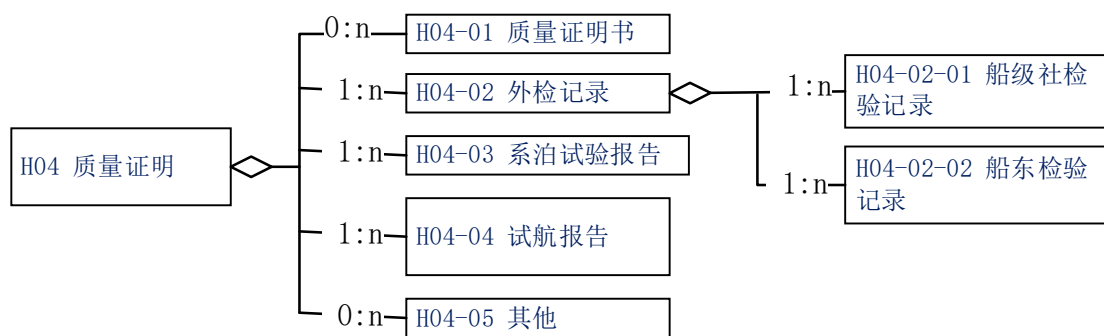 0:n
H04-01 质量证明书
1:n
H04-02 外检记录
1:n
H04-02-01 船级社检
验记录
H04 质量证明
1:n
H04-03 系泊试验报告
1:n
H04-02-02 船东检验
记录
1:n
H04-04 试航报告
0:n
H04-05 其他